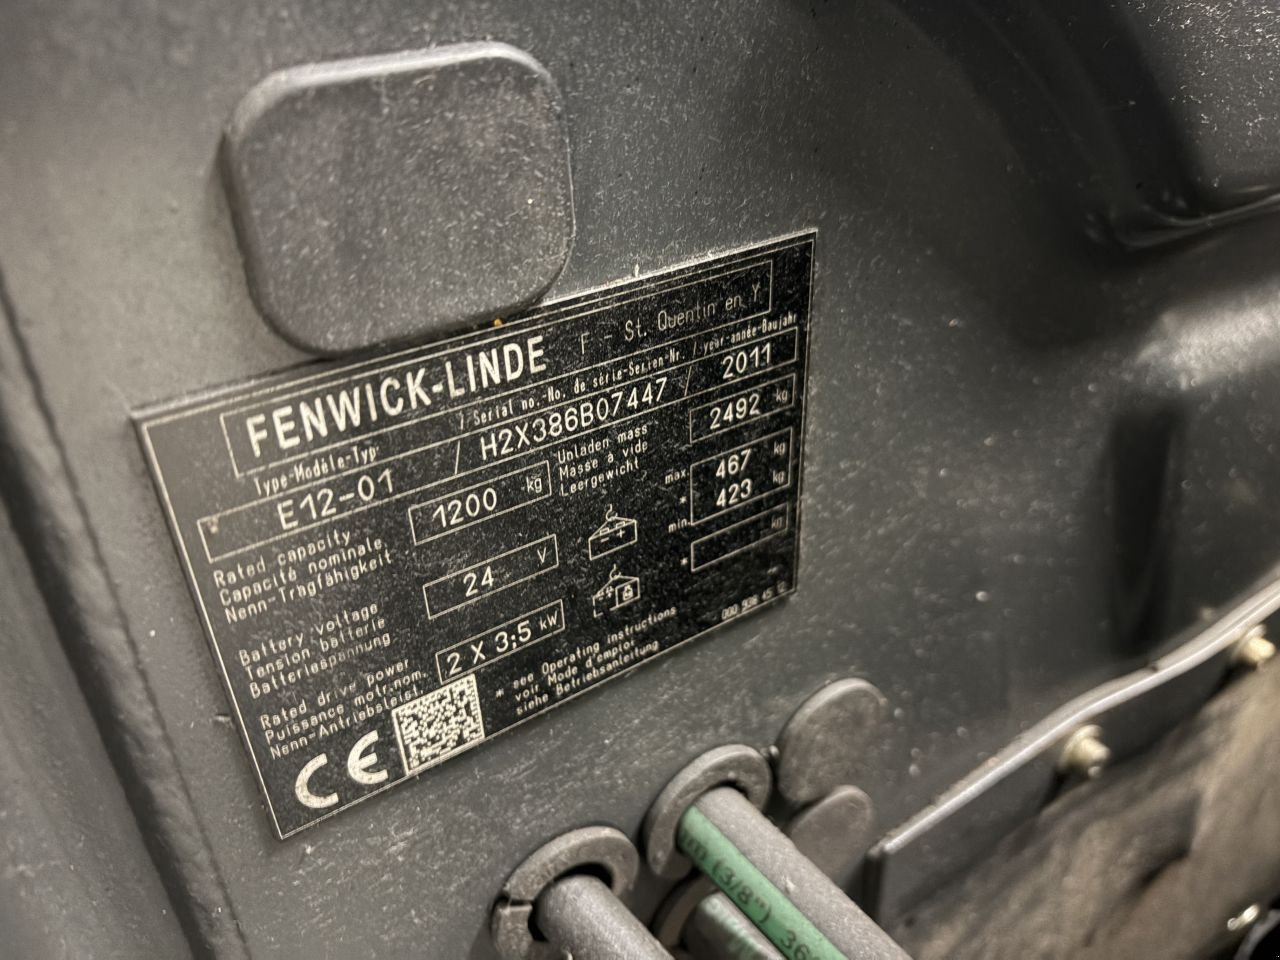 FENWICK-LINDE F - St. Quentin en Y
Type-Modèle-Typ / Serial no.-No. de série-Serien-Nr. / year-année-Baujahr
E12-01 / H2X386B07447 / 2011
Rated capacity
Capacité nominale
Nenn-Tragfähigkeit
1200 kg
Unladen mass
Masse à vide
Leergewicht
2492 kg
Battery voltage
Tension batterie
Batteriespannung
24 V
max 467 kg
* min 423 kg
Rated drive power
Puissance motr.nom.
Nenn-Antriebsleist.
2 X 3,5 kW
* kg
* see Operating instructions
voir Mode d'emploi
siehe Betriebsanleitung
CE
(3/8")